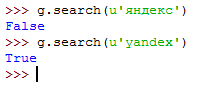 >>> g.search(u'яндекс')
False
>>> g.search(u'yandex')
True
>>>